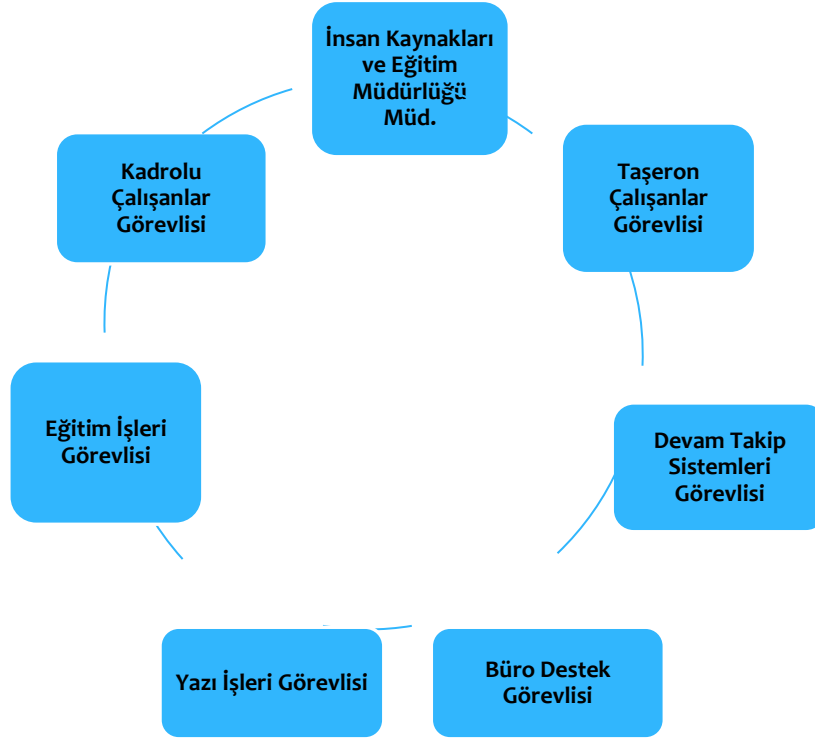 İnsan Kaynakları
ve Eğitim
Müdürlüğü
Müd.
Kadrolu
Çalışanlar
Görevlisi
Taşeron
Çalışanlar
Görevlisi
Eğitim İşleri
Görevlisi
Devam Takip
Sistemleri
Görevlisi
Yazı İşleri Görevlisi
Büro Destek
Görevlisi